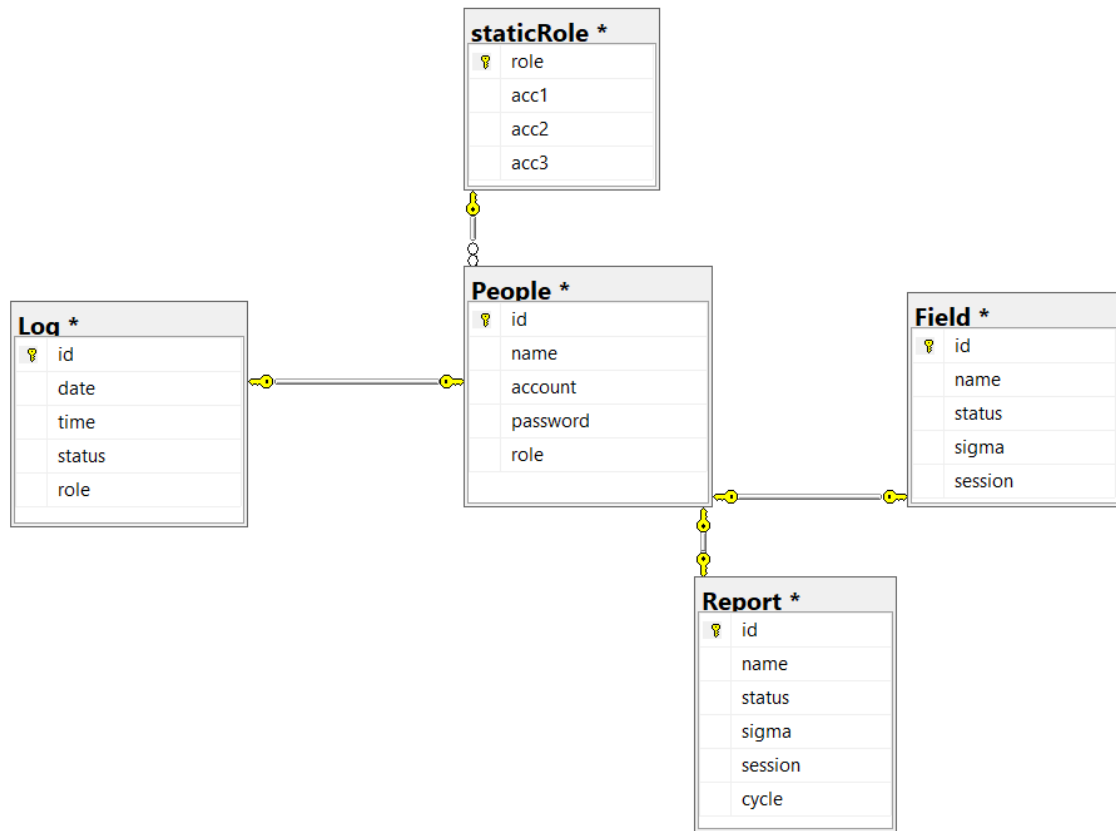 staticRole *
role
acc1
acc2
acc3
People *
id
name
account
password
role
Log *
id
date
time
status
role
Field *
id
name
status
sigma
session
Report *
id
name
status
sigma
session
cycle